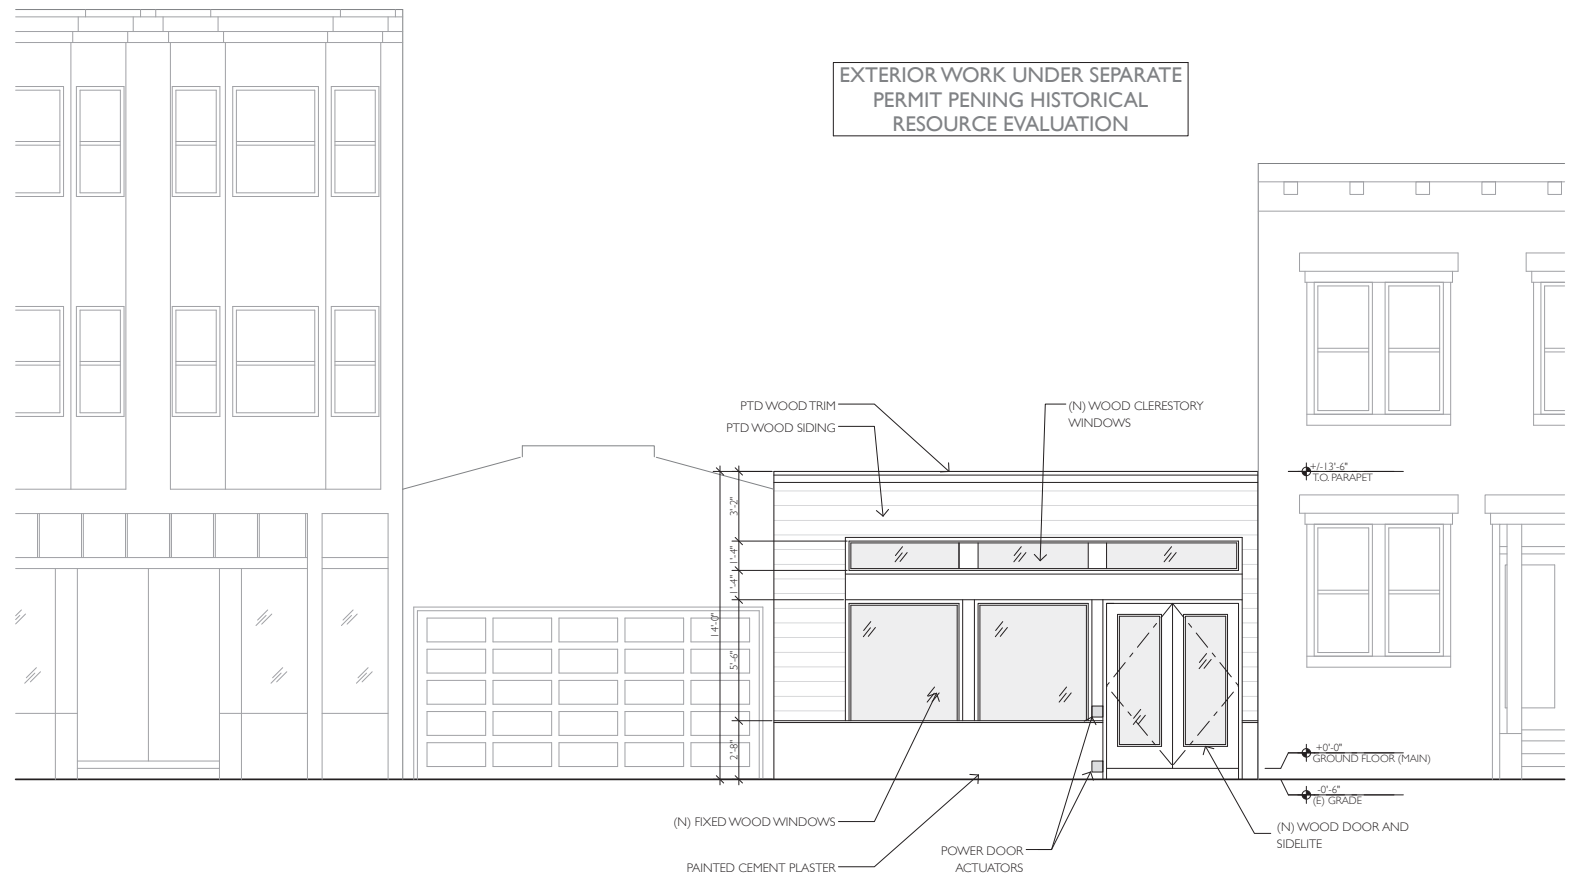 EXTERIOR WORK UNDER SEPARATE
PERMIT PENING HISTORICAL
RESOURCE EVALUATION
PTD WOOD TRIM
PTD WOOD SIDING
(N) WOOD CLERESTORY
WINDOWS
+/-13'-6"
T.O. PARAPET
3'-2"
1'-4"
1'-4"
14'-0"
5'-6"
2'-8"
+0'-0"
GROUND FLOOR (MAIN)
-0'-6"
(E) GRADE
(N) FIXED WOOD WINDOWS
PAINTED CEMENT PLASTER
POWER DOOR
ACTUATORS
(N) WOOD DOOR AND
SIDELITE